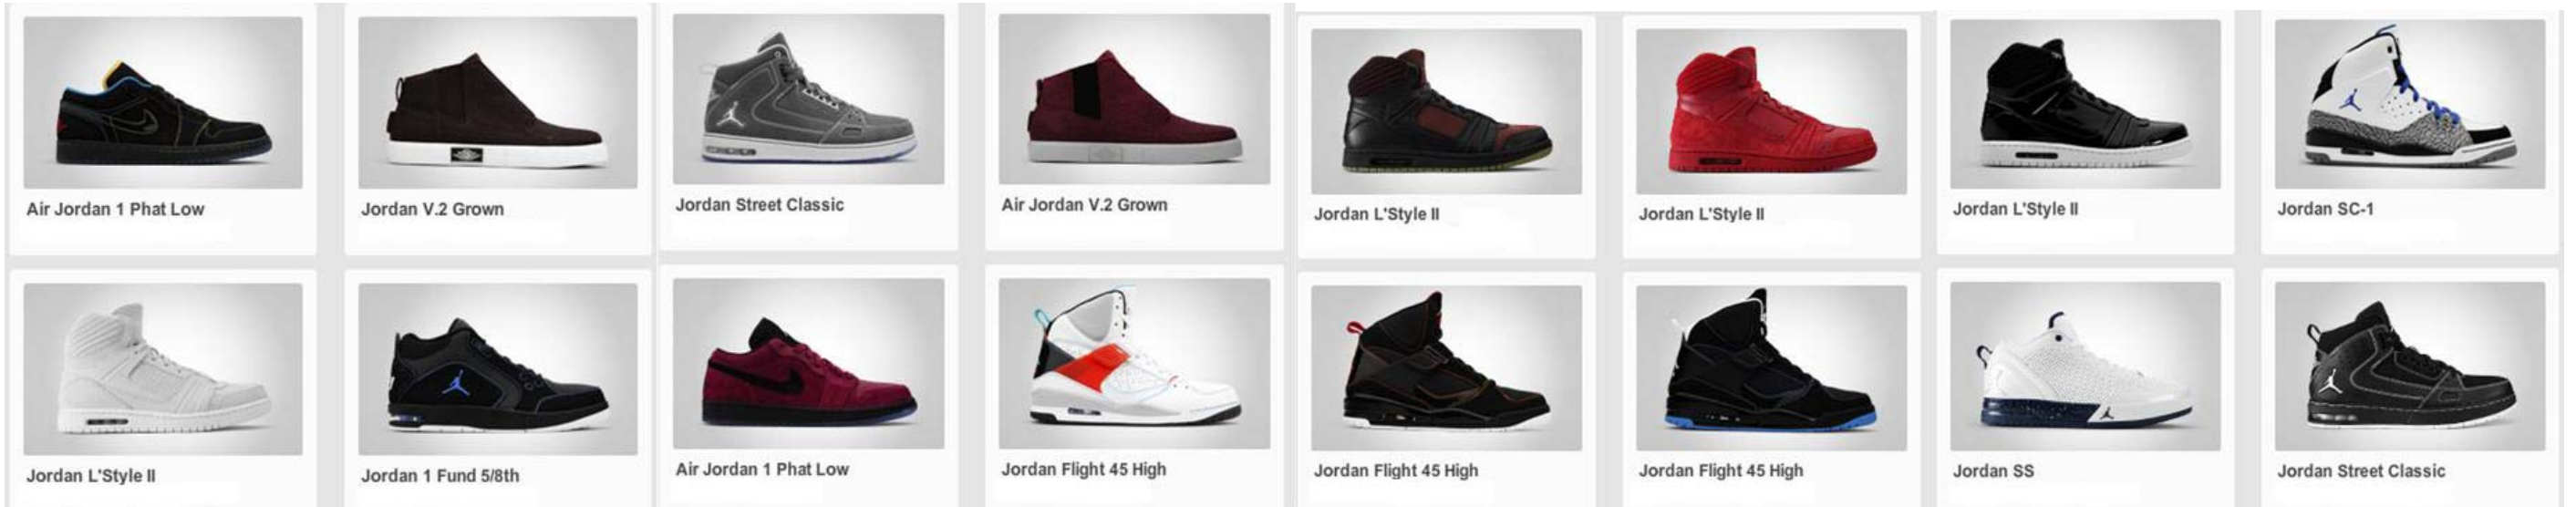 Air Jordan 1 Phat Low
Jordan V.2 Grown
Jordan Street Classic
Air Jordan V.2 Grown
Jordan L'Style II
Jordan L'Style II
Jordan L'Style II
Jordan SC-1
Jordan L'Style II
Jordan 1 Fund 5/8th
Air Jordan 1 Phat Low
Jordan Flight 45 High
Jordan Flight 45 High
Jordan Flight 45 High
Jordan SS
Jordan Street Classic